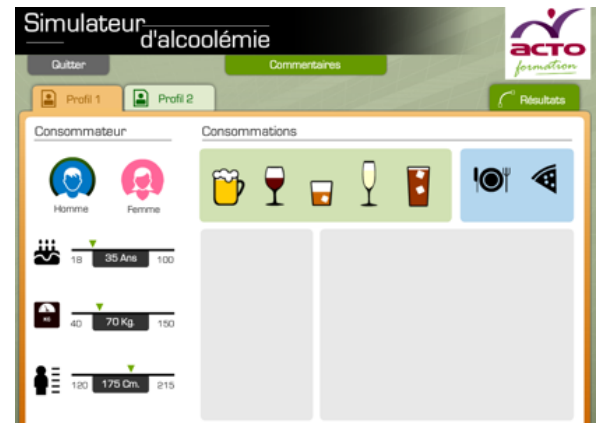 Simulateur
d'alcoolémie
acto
formation
Quitter
Commentaires
Profil 1
Profil 2
Résultats
Consommateur
Consommations
Homme
Femme
18 35 Ans 100
KG
40 70 Kg. 150
120 175 Cm. 215